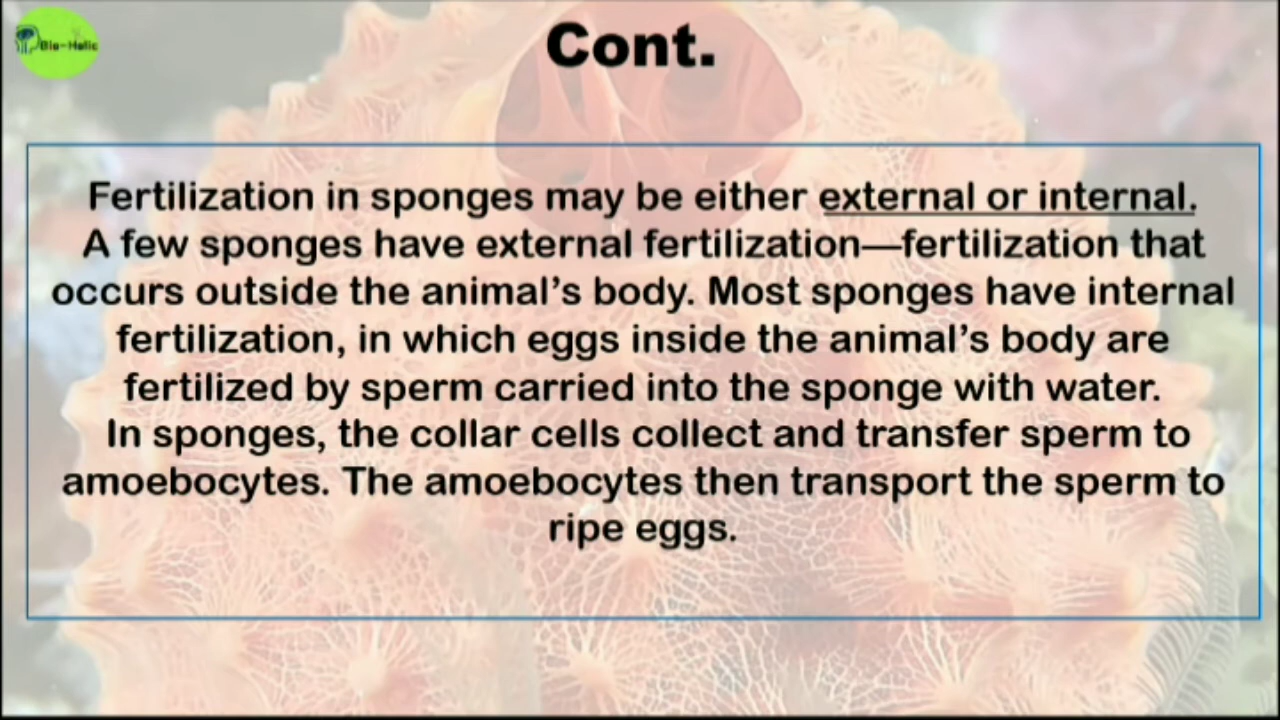 Bio-Holic
Cont.
Fertilization in sponges may be either external or internal.
A few sponges have external fertilization—fertilization that
occurs outside the animal’s body. Most sponges have internal
fertilization, in which eggs inside the animal’s body are
fertilized by sperm carried into the sponge with water.
In sponges, the collar cells collect and transfer sperm to
amoebocytes. The amoebocytes then transport the sperm to
ripe eggs.